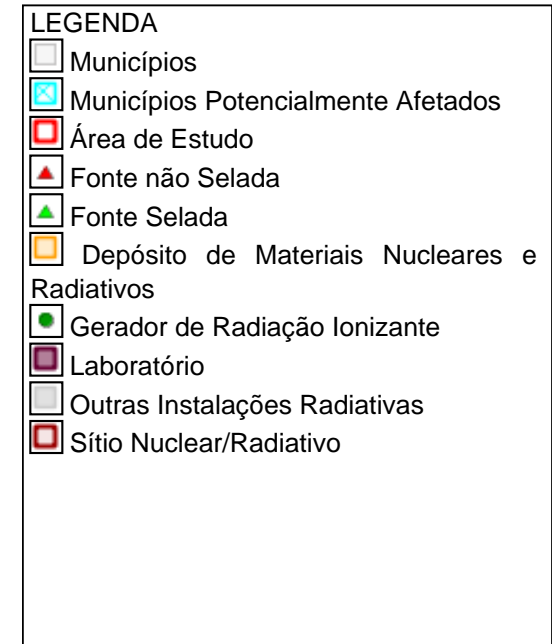 LEGENDA
Municípios
Municípios Potencialmente Afetados
Área de Estudo
Fonte não Selada
Fonte Selada
Depósito de Materiais Nucleares e
Radiativos
Gerador de Radiação Ionizante
Laboratório
Outras Instalações Radiativas
Sítio Nuclear/Radiativo